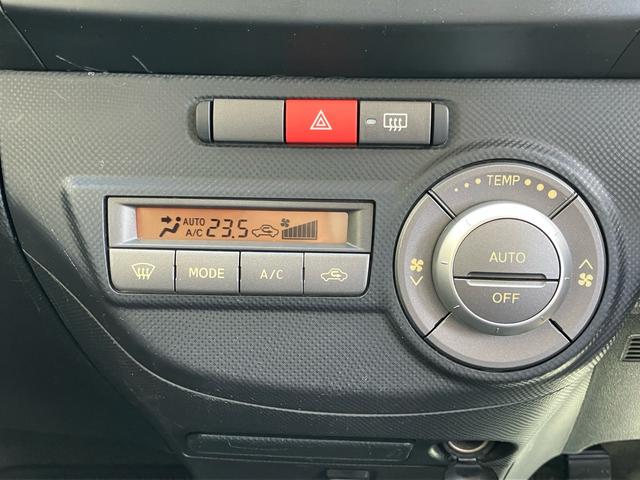 TEMP
AUTO
A/C
23.5
MODE
A/C
AUTO
OFF